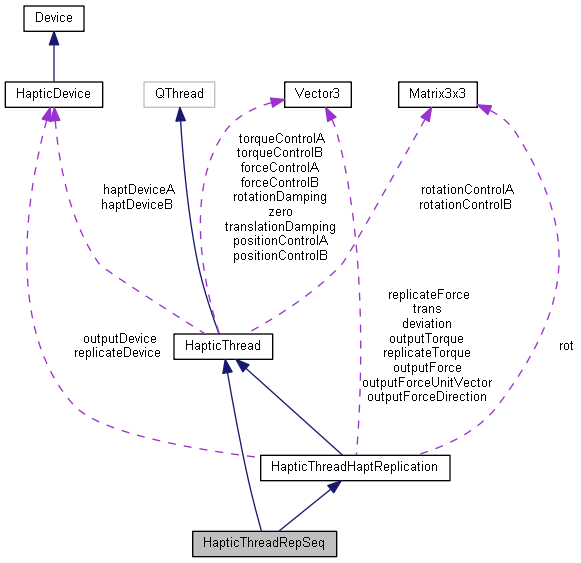 Device
HapticDevice
QThread
Vector3
Matrix3x3
torqueControlA
torqueControlB
forceControlA
forceControlB
rotationDamping
zero
translationDamping
positionControlA
positionControlB
haptDeviceA
haptDeviceB
rotationControlA
rotationControlB
replicateForce
trans
deviation
outputTorque
replicateTorque
outputForce
outputForceUnitVector
outputForceDirection
outputDevice
replicateDevice
HapticThread
rot
HapticThreadHaptReplication
HapticThreadRepSeq